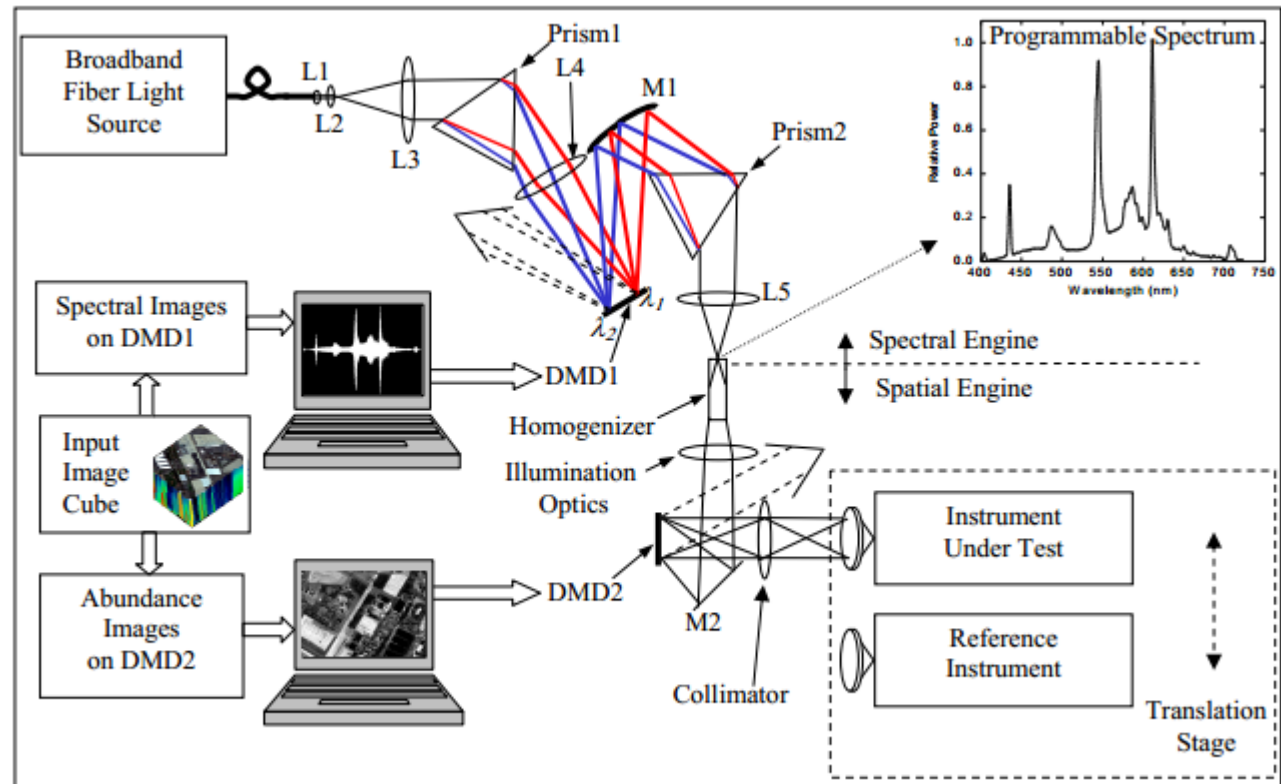 Broadband
Fiber Light
Source
L1
L2
L3
Prism1
L4
M1
Prism2
L5
λ1
λ2
Programmable Spectrum
Relative Power
1.0
0.8
0.6
0.4
0.2
0.0
400 450 500 550 600 650 700 750
Wavelength (nm)
Spectral Images
on DMD1
DMD1
Spectral Engine
Spatial Engine
Input
Image
Cube
Homogenizer
Illumination
Optics
Abundance
Images
on DMD2
DMD2
M2
Collimator
Instrument
Under Test
Reference
Instrument
Translation
Stage